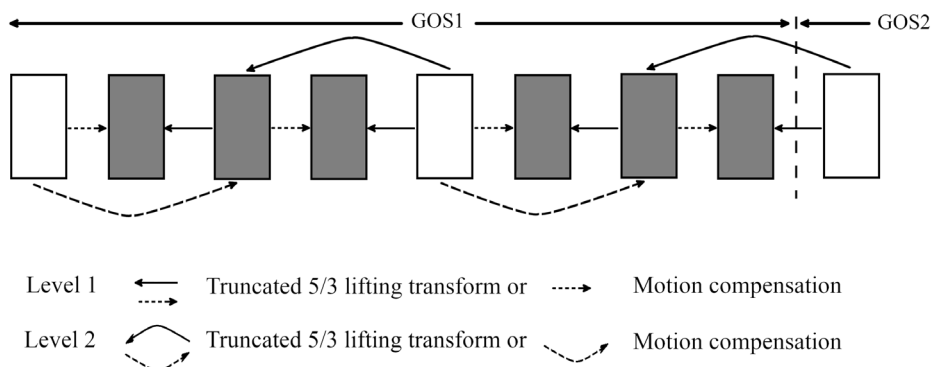 GOS1 GOS2
Level 1 Truncated 5/3 lifting transform or Motion compensation
Level 2 Truncated 5/3 lifting transform or Motion compensation